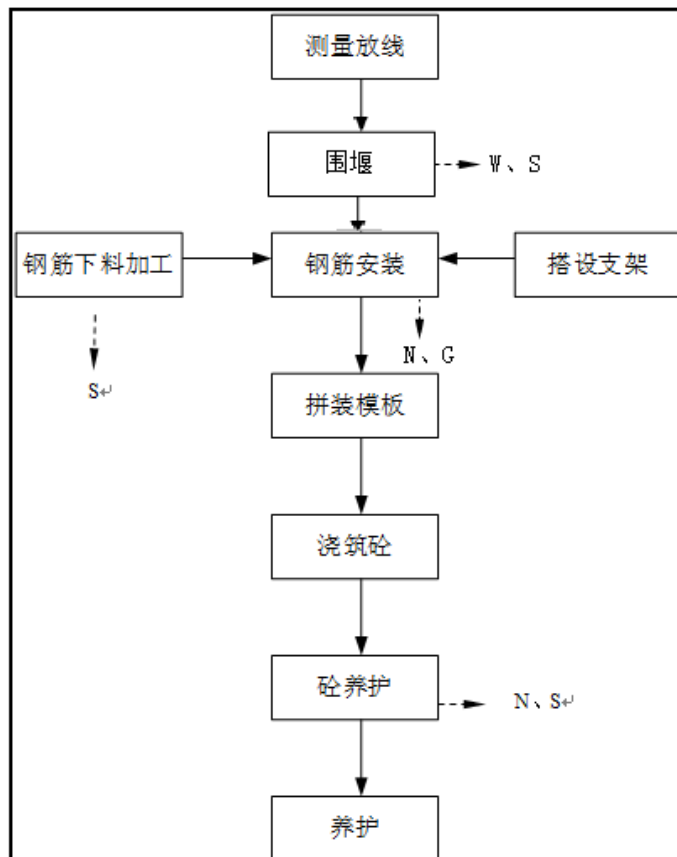 测量放线
围堰
W、S
钢筋下料加工
钢筋安装
搭设支架
N、G
S↵
拼装模板
浇筑砼
砼养护
N、S↵
养护